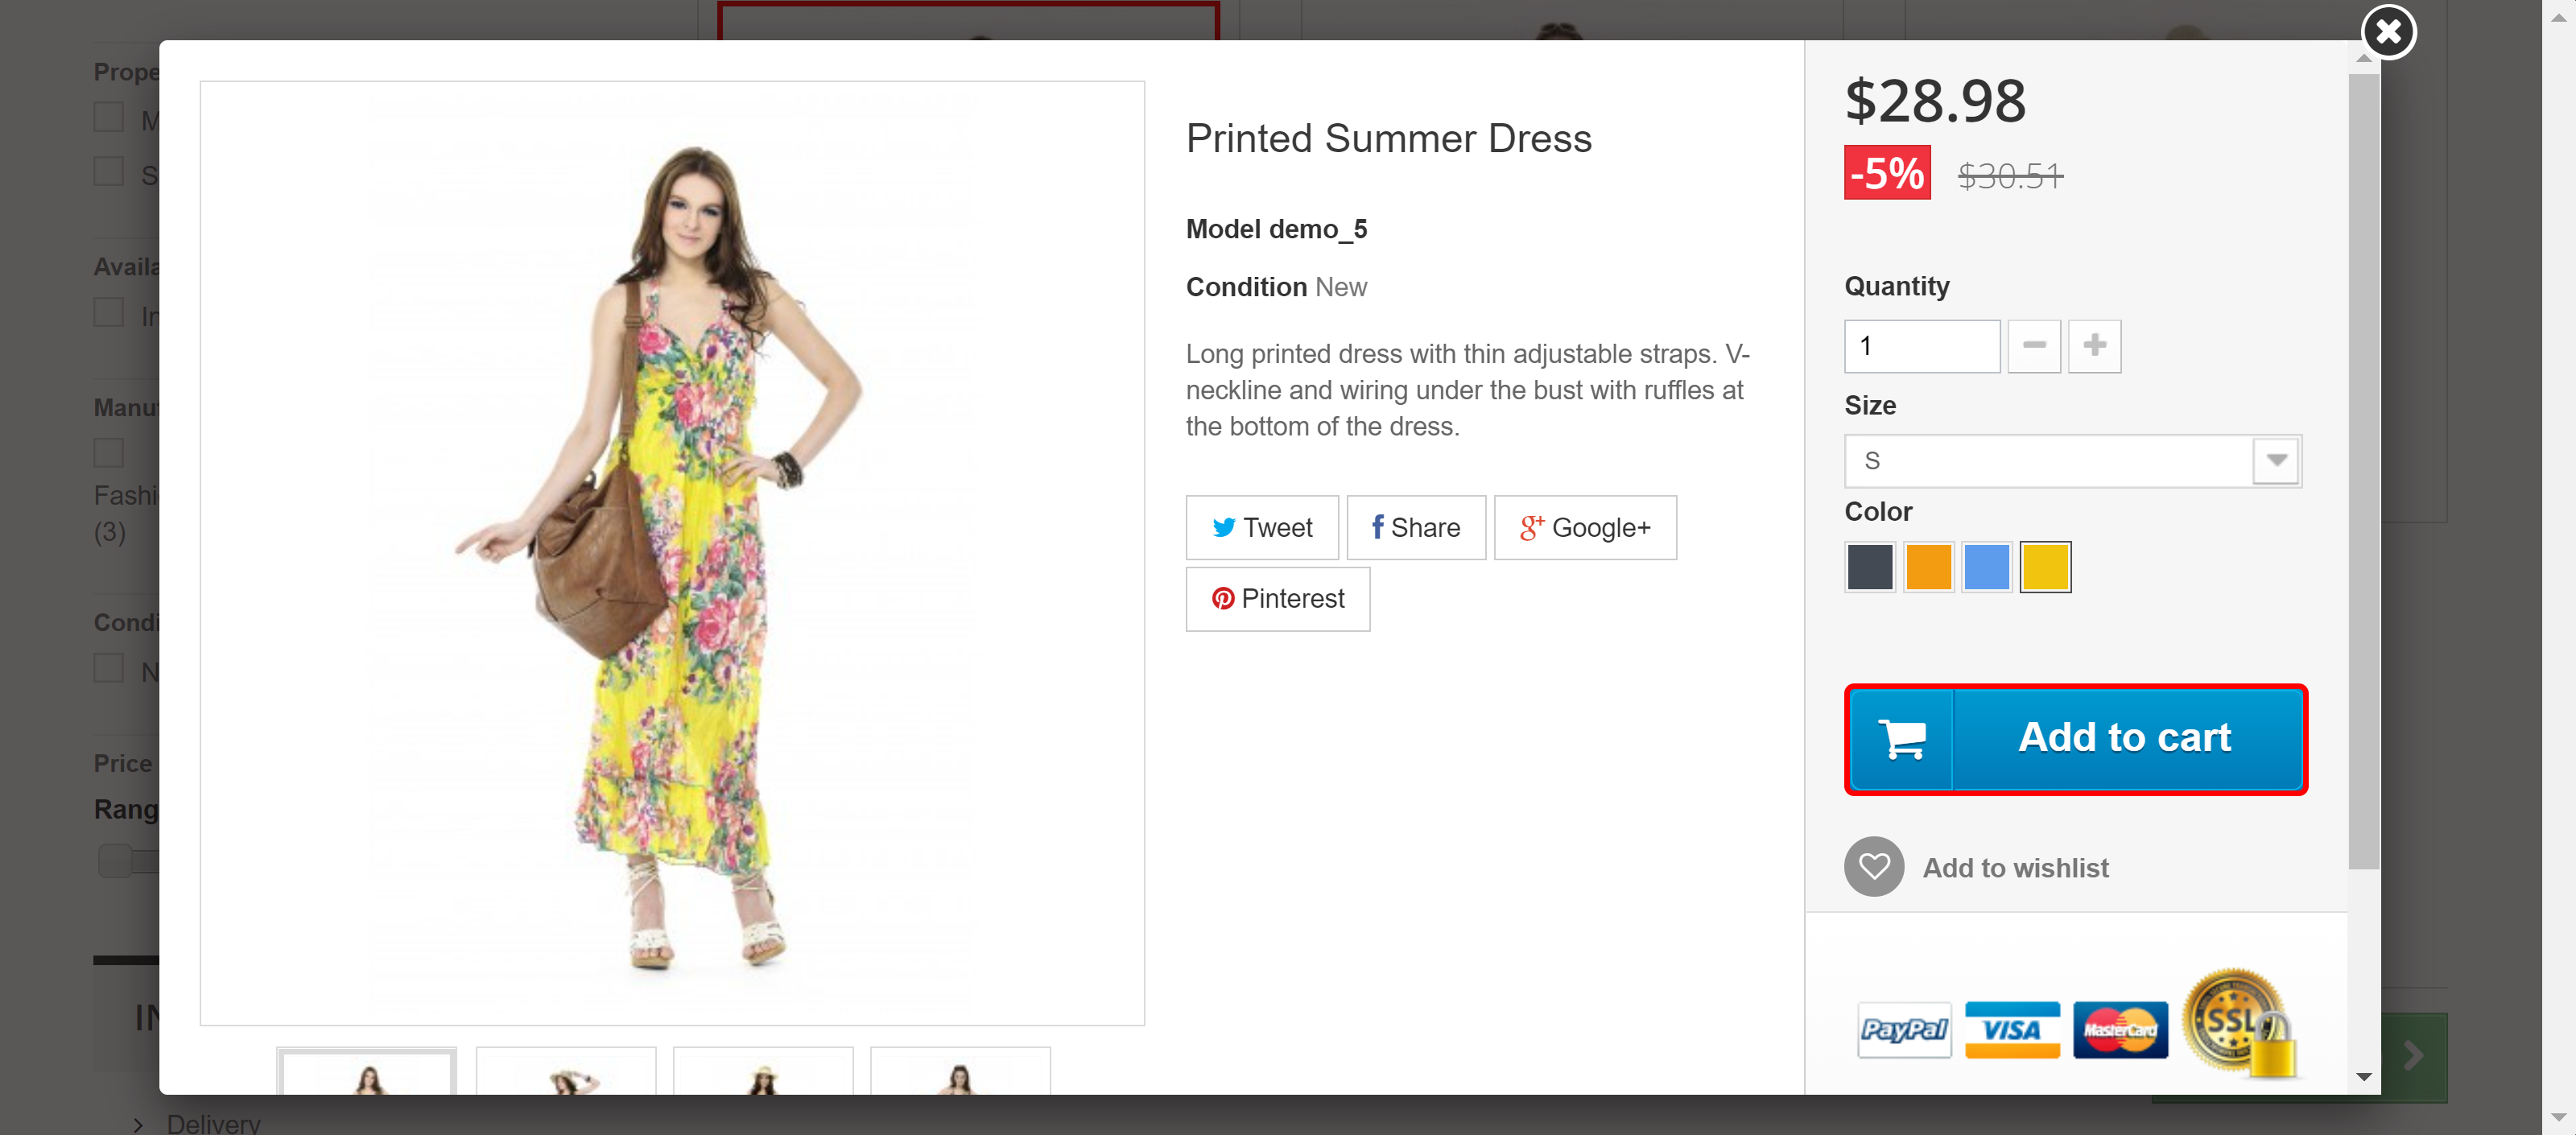 Prope
M
S
Availa
In
Manuf
Fashi
(3)
Condi
N
Price
Rang
IN
Delivery
Printed Summer Dress
Model demo_5
Condition New
Long printed dress with thin adjustable straps. V-
neckline and wiring under the bust with ruffles at
the bottom of the dress.
Tweet
Share
Google+
Pinterest
$28.98
-5% $30.51
Quantity
1
Size
S
Color
Add to cart
Add to wishlist
PayPal VISA MasterCard SSL